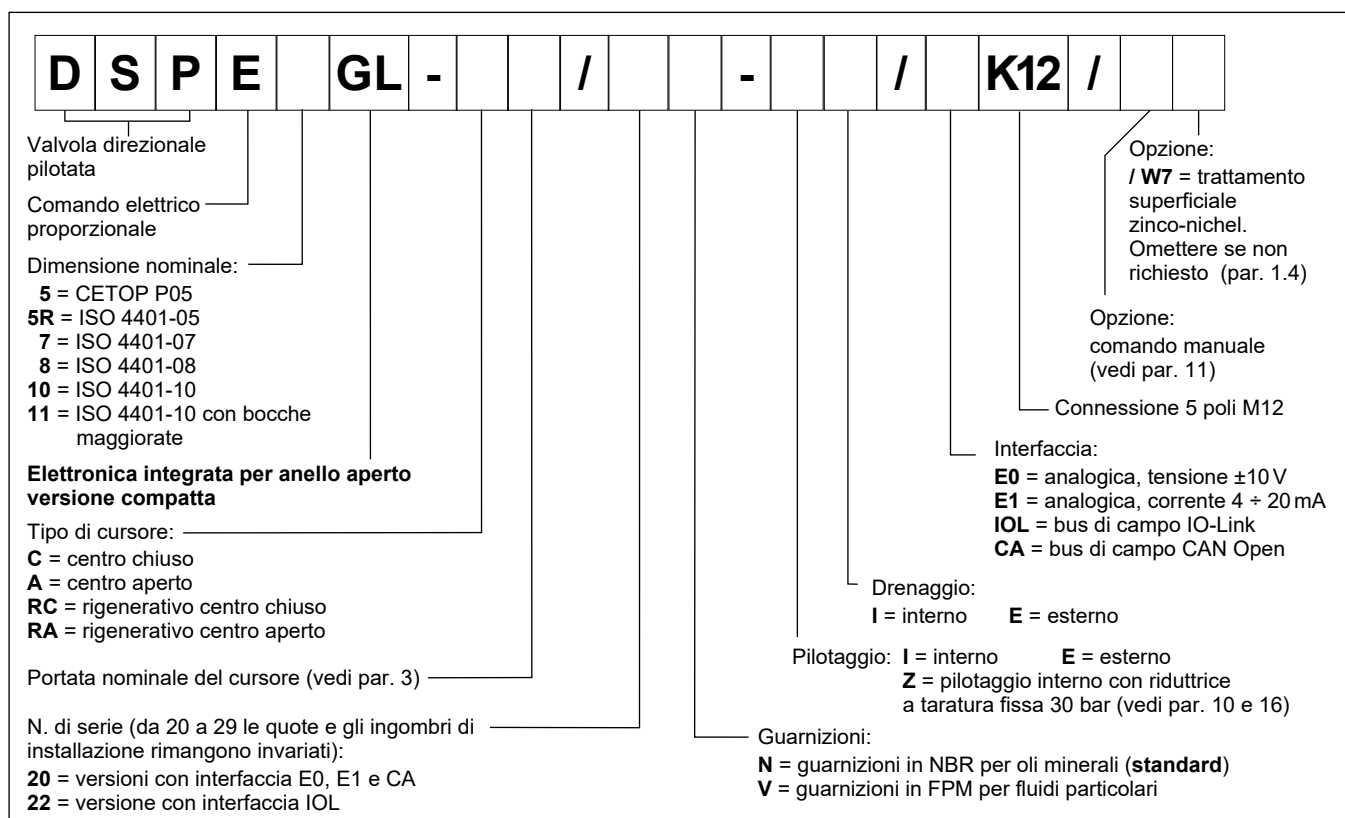 D S P E GL - / - / K12 /
Valvola direzionale
pilotata
Comando elettrico
proporzionale
Dimensione nominale:
5 = CETOP P05
5R = ISO 4401-05
7 = ISO 4401-07
8 = ISO 4401-08
10 = ISO 4401-10
11 = ISO 4401-10 con bocche
maggiorate
Elettronica integrata per anello aperto
versione compatta
Tipo di cursore:
C = centro chiuso
A = centro aperto
RC = rigenerativo centro chiuso
RA = rigenerativo centro aperto
Portata nominale del cursore (vedi par. 3)
N. di serie (da 20 a 29 le quote e gli ingombri di
installazione rimangono invariati):
20 = versioni con interfaccia E0, E1 e CA
22 = versione con interfaccia IOL
Opzione:
/ W7 = trattamento
superficiale
zinco-nichel.
Omettere se non
richiesto (par. 1.4)
Opzione:
comando manuale
(vedi par. 11)
Connessione 5 poli M12
Interfaccia:
E0 = analogica, tensione ±10 V
E1 = analogica, corrente 4 ÷ 20 mA
IOL = bus di campo IO-Link
CA = bus di campo CAN Open
Drenaggio:
I = interno E = esterno
Pilotaggio: I = interno E = esterno
Z = pilotaggio interno con riduttrice
a taratura fissa 30 bar (vedi par. 10 e 16)
Guarnizioni:
N = guarnizioni in NBR per oli minerali (standard)
V = guarnizioni in FPM per fluidi particolari